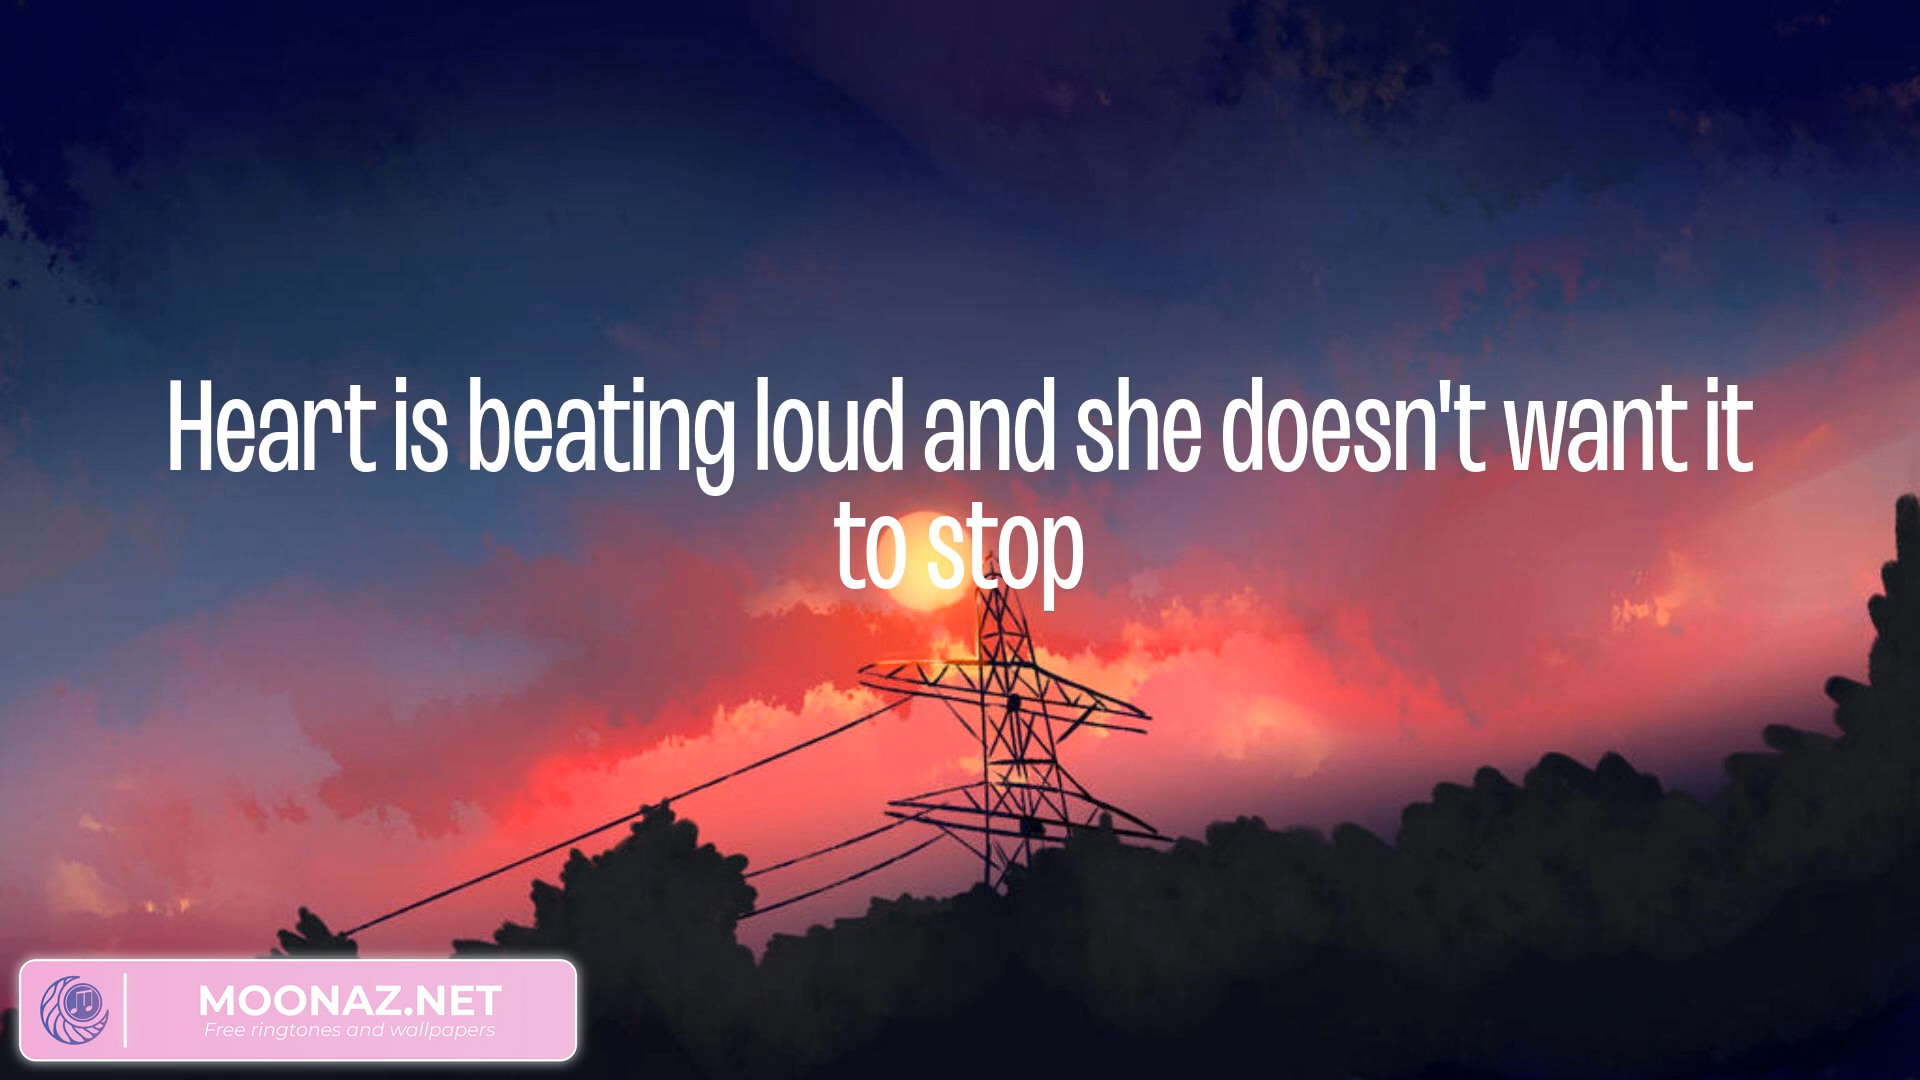 Heart is beating loud and she doesn't want it
to stop
MOONAZ.NET
Free ringtones and wallpapers